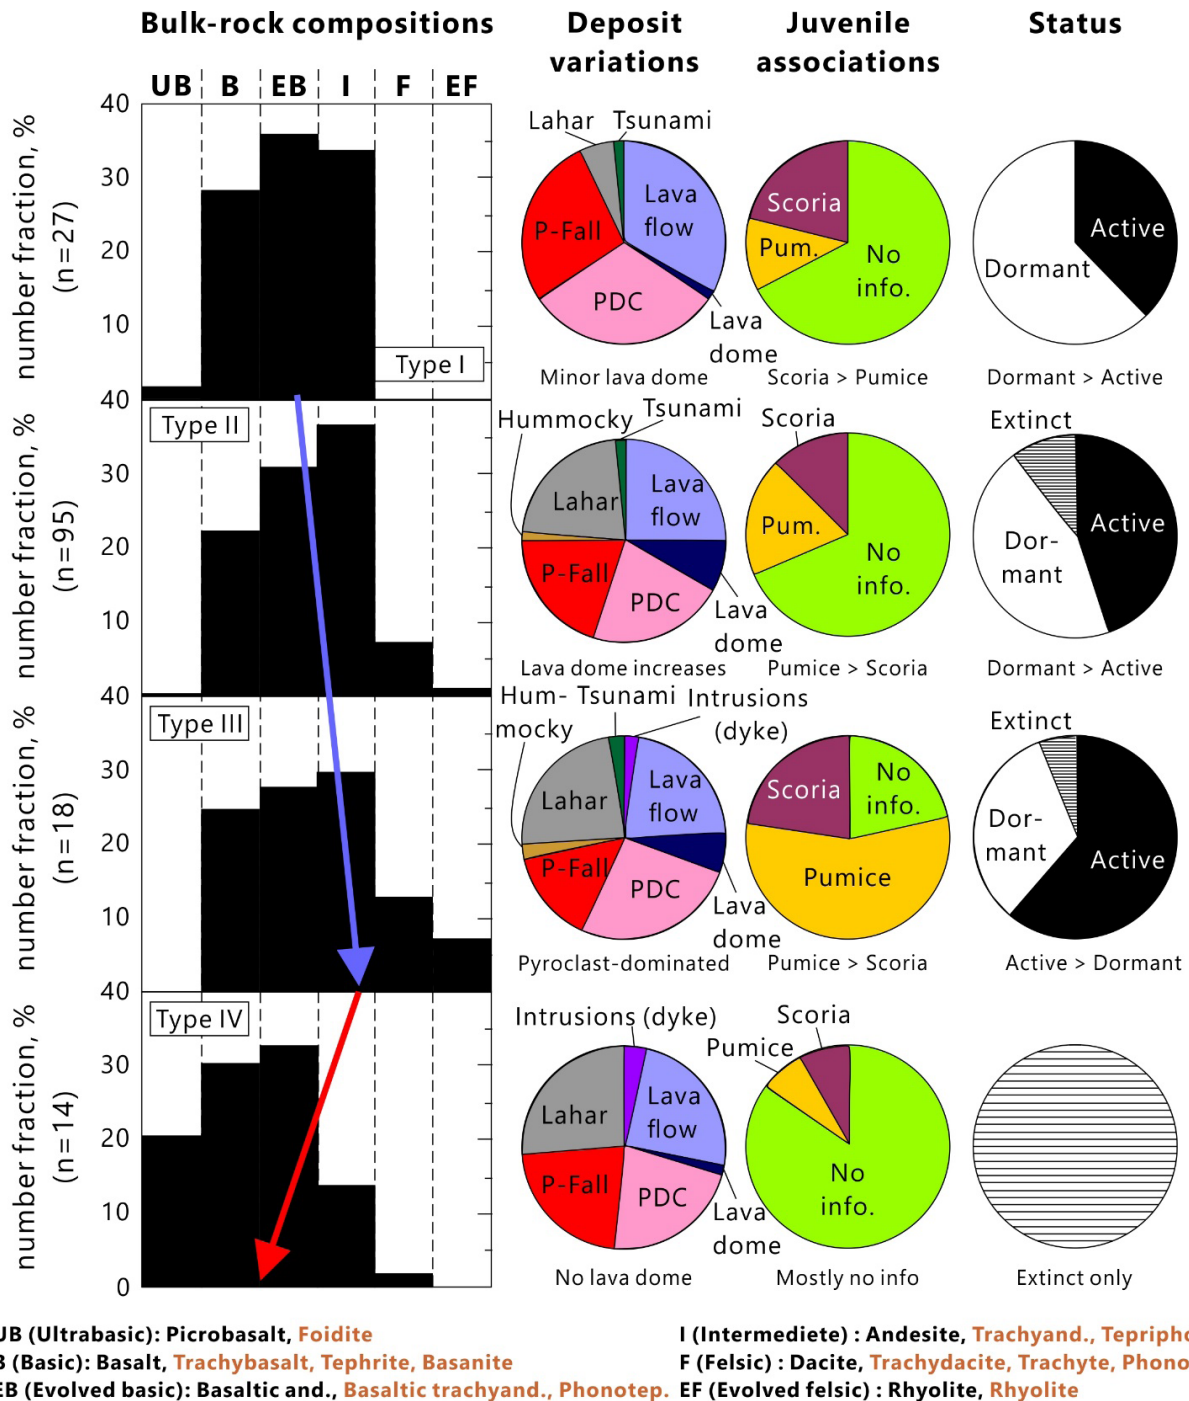 Bulk-rock compositions
Deposit variations
Juvenile associations
Status
UB B EB I F EF
number fraction, % (n=27)
40
30
20
10
Type I
Lahar
Tsunami
P-Fall
Lava flow
PDC
Lava dome
Minor lava dome
Scoria
Pum.
No info.
Scoria > Pumice
Active
Dormant
Dormant > Active
number fraction, % (n=95)
40
30
20
10
Type II
Hummocky
Tsunami
Lahar
Lava flow
P-Fall
PDC
Lava dome
Lava dome increases
Scoria
Pum.
No info.
Pumice > Scoria
Extinct
Active
Dor-
mant
Dormant > Active
number fraction, % (n=18)
40
30
20
10
Type III
Hum-
mocky
Tsunami
Intrusions (dyke)
Lahar
Lava flow
P-Fall
PDC
Lava dome
Pyroclast-dominated
Scoria
No info.
Pumice
Pumice > Scoria
Extinct
Dor-
mant
Active
Active > Dormant
number fraction, % (n=14)
40
30
20
10
0
Type IV
Intrusions (dyke)
Lahar
Lava flow
P-Fall
PDC
Lava dome
No lava dome
Scoria
Pumice
No info.
Mostly no info
Extinct only
UB (Ultrabasic): Picrobasalt, Foidite
B (Basic): Basalt, Trachybasalt, Tephrite, Basanite
EB (Evolved basic): Basaltic and., Basaltic trachyand., Phonotep.
I (Intermediete) : Andesite, Trachyand., Tepripho
F (Felsic) : Dacite, Trachydacite, Trachyte, Phono
EF (Evolved felsic) : Rhyolite, Rhyolite